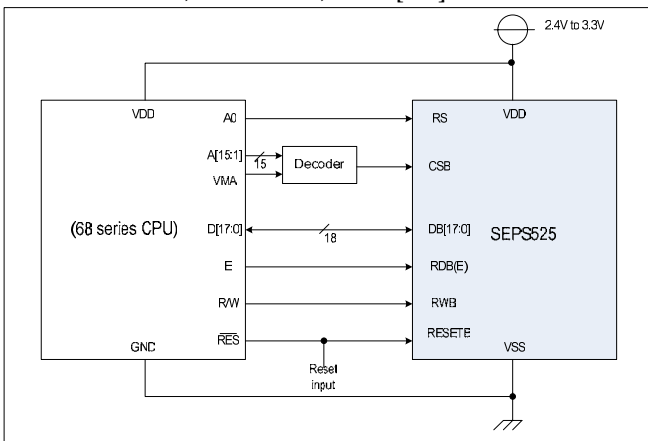 2.4V to 3.3V
VDD
A0
RS
VDD
A[15:1]
15
Decoder
CSB
VMA
(68 series CPU)
D[17:0]
18
DB[17:0]
SEPS525
E
RDB(E)
R/W
RWB
RES
RESETE
GND
Reset
input
VSS